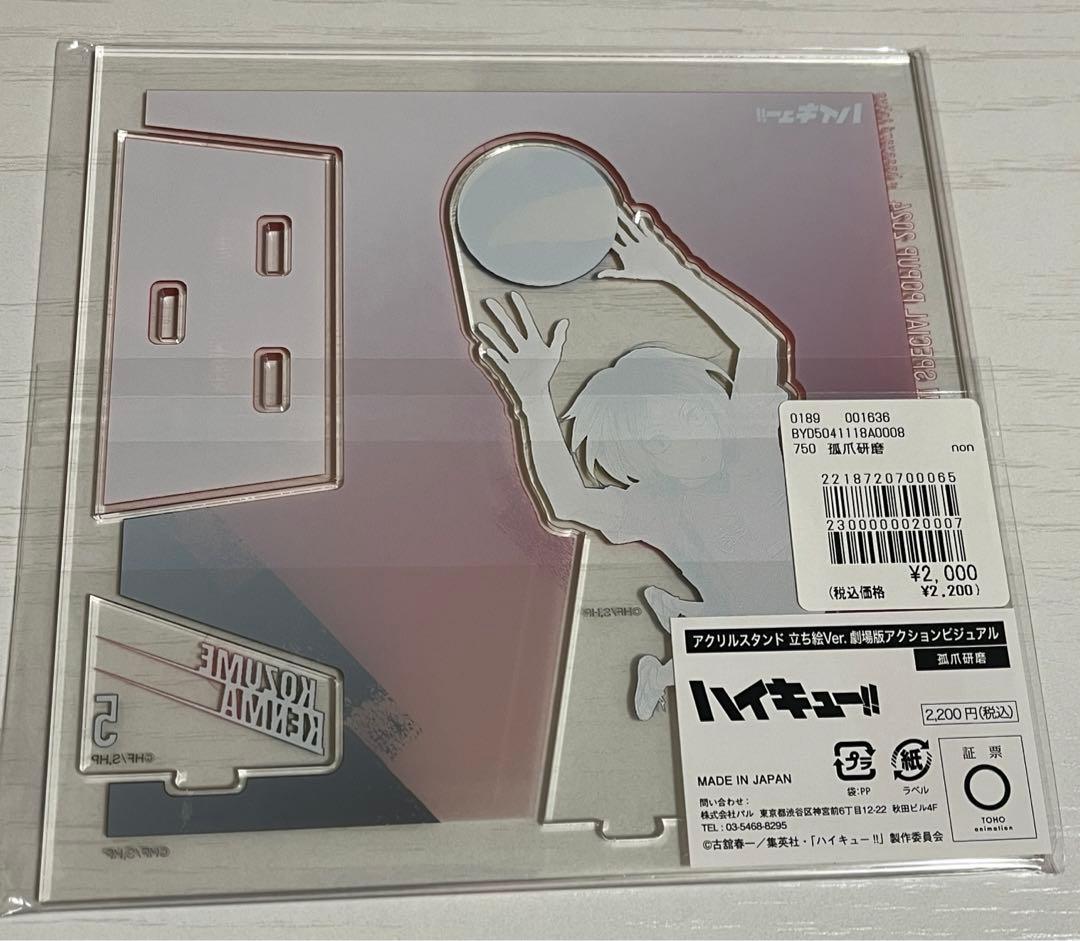 ハイキュー!!
SPECIAL POPUP 2024
0189 001636
BYD5041118A0008
750 孤爪研磨 non
2218720700065
2300000020007
¥2,000
(税込価格 ¥2,200)
©HF/S,HP
アクリルスタンド 立ち絵Ver. 劇場版アクションビジュアル
孤爪研磨
ハイキュー!!
2,200円(税込)
KOZUME
KENMA
5
©HF/S,HP
MADE IN JAPAN
プラ
袋:PP
紙
ラベル
証票
TOHO
animation
問い合わせ:
株式会社パル 東京都渋谷区神宮前6丁目12-22 秋田ビル4F
TEL : 03-5468-8295
©古舘春一/集英社・「ハイキュー!!」製作委員会
©HF/S,HP